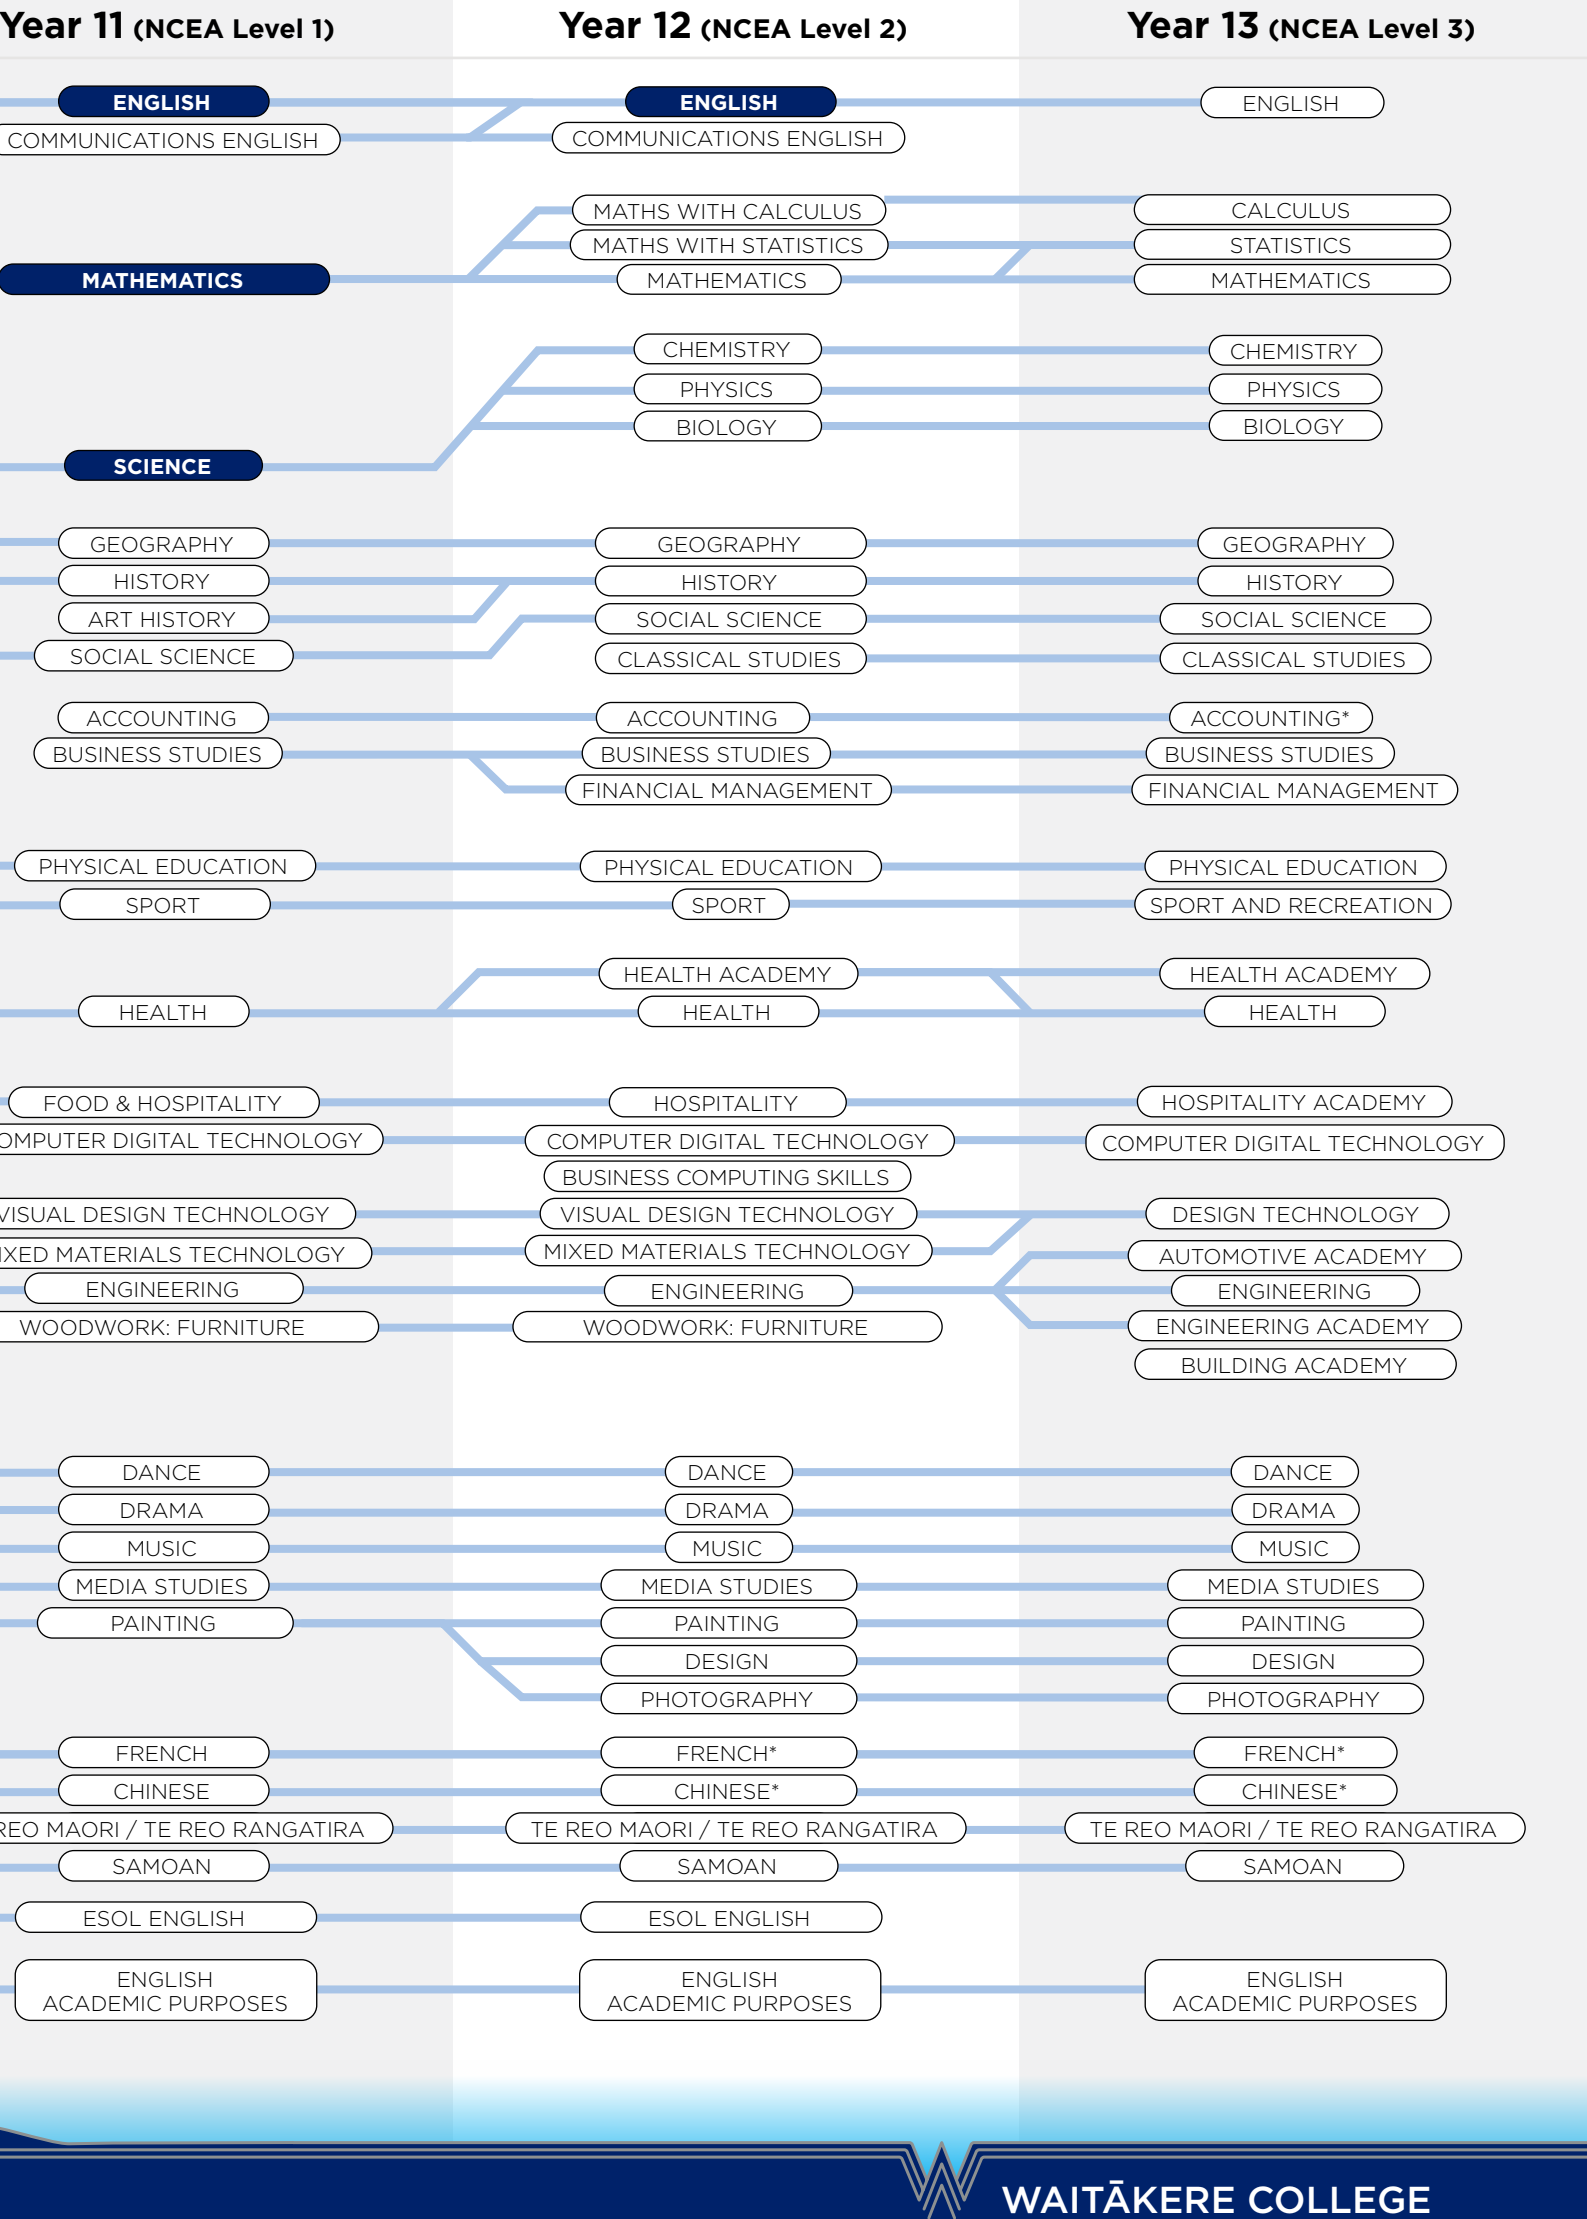 Year 11 (NCEA Level 1) Year 12 (NCEA Level 2) Year 13 (NCEA Level 3)
ENGLISH ENGLISH ENGLISH
COMMUNICATIONS ENGLISH COMMUNICATIONS ENGLISH
MATHS WITH CALCULUS CALCULUS
MATHS WITH STATISTICS STATISTICS
MATHEMATICS MATHEMATICS MATHEMATICS
CHEMISTRY CHEMISTRY
PHYSICS PHYSICS
BIOLOGY BIOLOGY
SCIENCE
GEOGRAPHY GEOGRAPHY GEOGRAPHY
HISTORY HISTORY HISTORY
ART HISTORY SOCIAL SCIENCE SOCIAL SCIENCE
SOCIAL SCIENCE CLASSICAL STUDIES CLASSICAL STUDIES
ACCOUNTING ACCOUNTING ACCOUNTING*
BUSINESS STUDIES BUSINESS STUDIES BUSINESS STUDIES
FINANCIAL MANAGEMENT FINANCIAL MANAGEMENT
PHYSICAL EDUCATION PHYSICAL EDUCATION PHYSICAL EDUCATION
SPORT SPORT SPORT AND RECREATION
HEALTH ACADEMY HEALTH ACADEMY
HEALTH HEALTH HEALTH
FOOD & HOSPITALITY HOSPITALITY HOSPITALITY ACADEMY
OMPUTER DIGITAL TECHNOLOGY COMPUTER DIGITAL TECHNOLOGY COMPUTER DIGITAL TECHNOLOGY
BUSINESS COMPUTING SKILLS
VISUAL DESIGN TECHNOLOGY VISUAL DESIGN TECHNOLOGY DESIGN TECHNOLOGY
IXED MATERIALS TECHNOLOGY MIXED MATERIALS TECHNOLOGY AUTOMOTIVE ACADEMY
ENGINEERING ENGINEERING ENGINEERING
WOODWORK: FURNITURE WOODWORK: FURNITURE ENGINEERING ACADEMY
BUILDING ACADEMY
DANCE DANCE DANCE
DRAMA DRAMA DRAMA
MUSIC MUSIC MUSIC
MEDIA STUDIES MEDIA STUDIES MEDIA STUDIES
PAINTING PAINTING PAINTING
DESIGN DESIGN
PHOTOGRAPHY PHOTOGRAPHY
FRENCH FRENCH* FRENCH*
CHINESE CHINESE* CHINESE*
REO MAORI / TE REO RANGATIRA TE REO MAORI / TE REO RANGATIRA TE REO MAORI / TE REO RANGATIRA
SAMOAN SAMOAN SAMOAN
ESOL ENGLISH ESOL ENGLISH
ENGLISH ENGLISH ENGLISH
ACADEMIC PURPOSES ACADEMIC PURPOSES ACADEMIC PURPOSES
WAITĀKERE COLLEGE